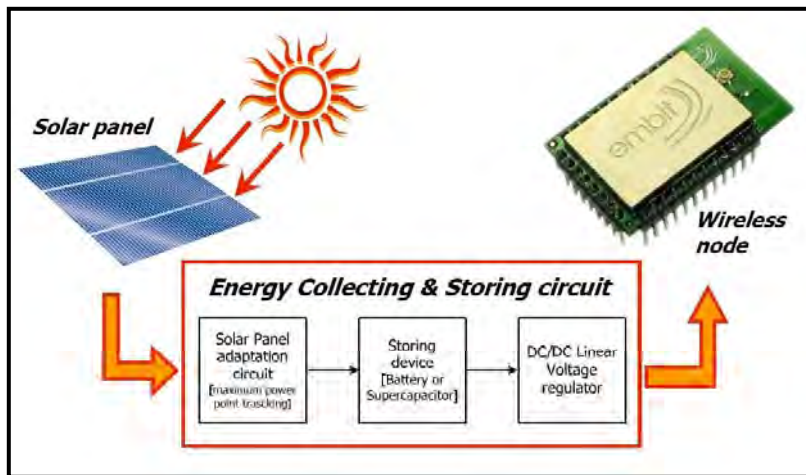 Solar panel
embit
Wireless
node
Energy Collecting & Storing circuit
Solar Panel
adaptation
circuit
[maximum power
point trascking]
Storing
device
[Battery or
Supercapacitor]
DC/DC Linear
Voltage
regulator